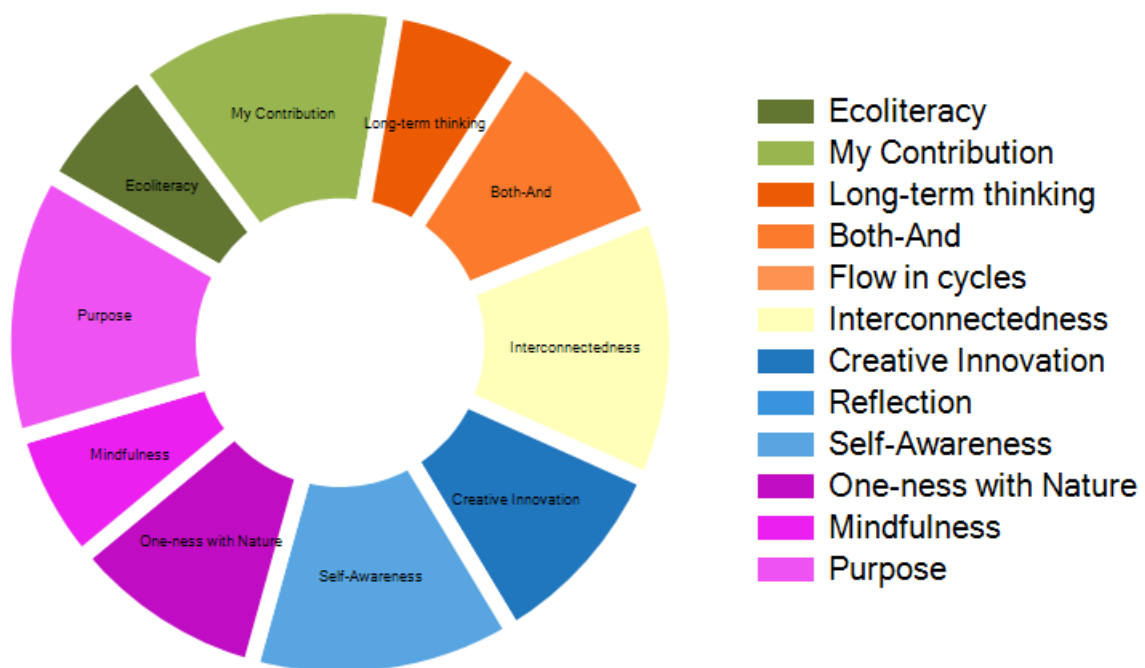 My Contribution
Long-term thinking
Ecoliteracy
Both-And
Purpose
Interconnectedness
Mindfulness
Creative Innovation
One-ness with Nature
Self-Awareness
Ecoliteracy
My Contribution
Long-term thinking
Both-And
Flow in cycles
Interconnectedness
Creative Innovation
Reflection
Self-Awareness
One-ness with Nature
Mindfulness
Purpose